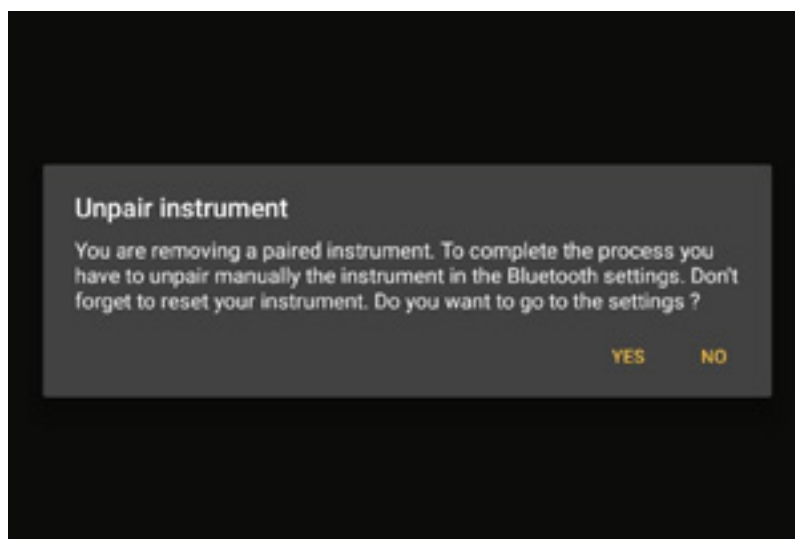 Unpair instrument
You are removing a paired instrument. To complete the process you
have to unpair manually the instrument in the Bluetooth settings. Don't
forget to reset your instrument. Do you want to go to the settings ?
YES NO